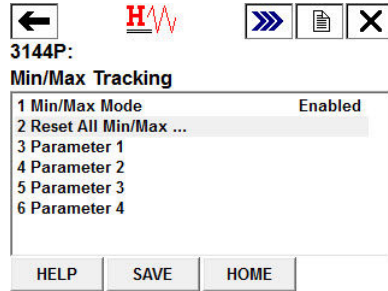 H
3144P:
Min/Max Tracking
1 Min/Max Mode Enabled
2 Reset All Min/Max ...
3 Parameter 1
4 Parameter 2
5 Parameter 3
6 Parameter 4
HELP SAVE HOME